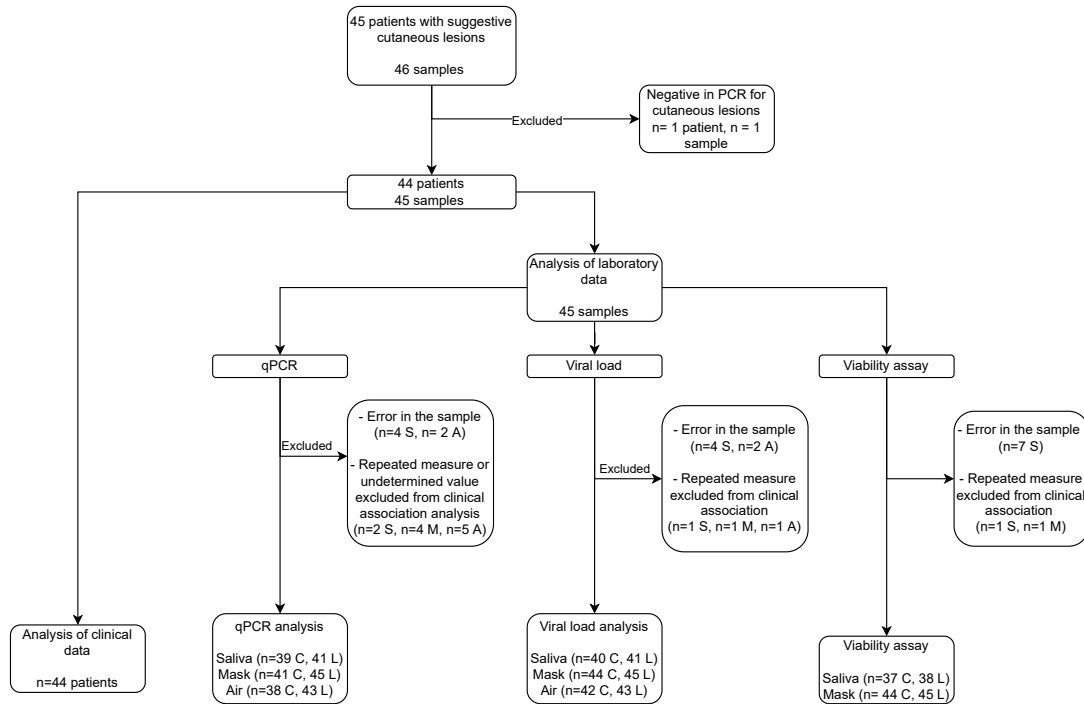 45 patients with suggestive
cutaneous lesions
46 samples
Excluded
Negative in PCR for
cutaneous lesions
n= 1 patient, n = 1
sample
44 patients
45 samples
Analysis of laboratory
data
45 samples
qPCR
Viral load
Viability assay
Excluded
- Error in the sample
(n=4 S, n= 2 A)
- Repeated measure or
undetermined value
excluded from clinical
association analysis
(n=2 S, n=4 M, n=5 A)
Excluded
- Error in the sample
(n=4 S, n=2 A)
- Repeated measure
excluded from clinical
association
(n=1 S, n=1 M, n=1 A)
- Error in the sample
(n=7 S)
- Repeated measure
excluded from clinical
association
(n=1 S, n=1 M)
Analysis of clinical
data
n=44 patients
qPCR analysis
Saliva (n=39 C, 41 L)
Mask (n=41 C, 45 L)
Air (n=38 C, 43 L)
Viral load analysis
Saliva (n=40 C, 41 L)
Mask (n=44 C, 45 L)
Air (n=42 C, 43 L)
Viability assay
Saliva (n=37 C, 38 L)
Mask (n= 44 C, 45 L)